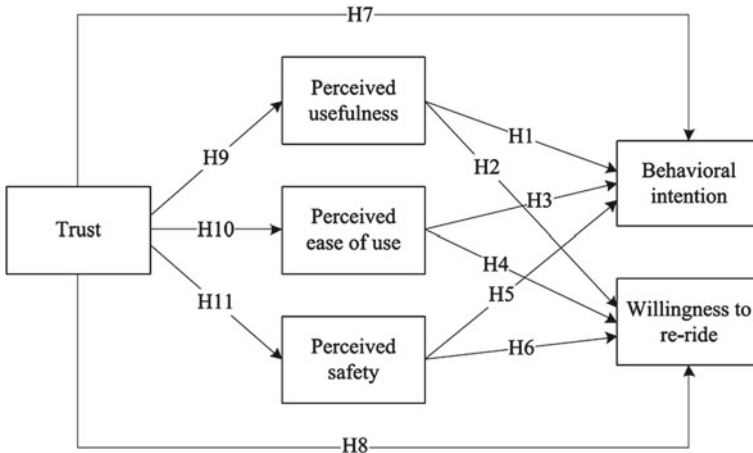 H7
Perceived
usefulness
H1
H9
H2
Behavioral
intention
H3
Trust
H10
Perceived
ease of use
H4
H11
H5
Willingness to
re-ride
Perceived
safety
H6
H8